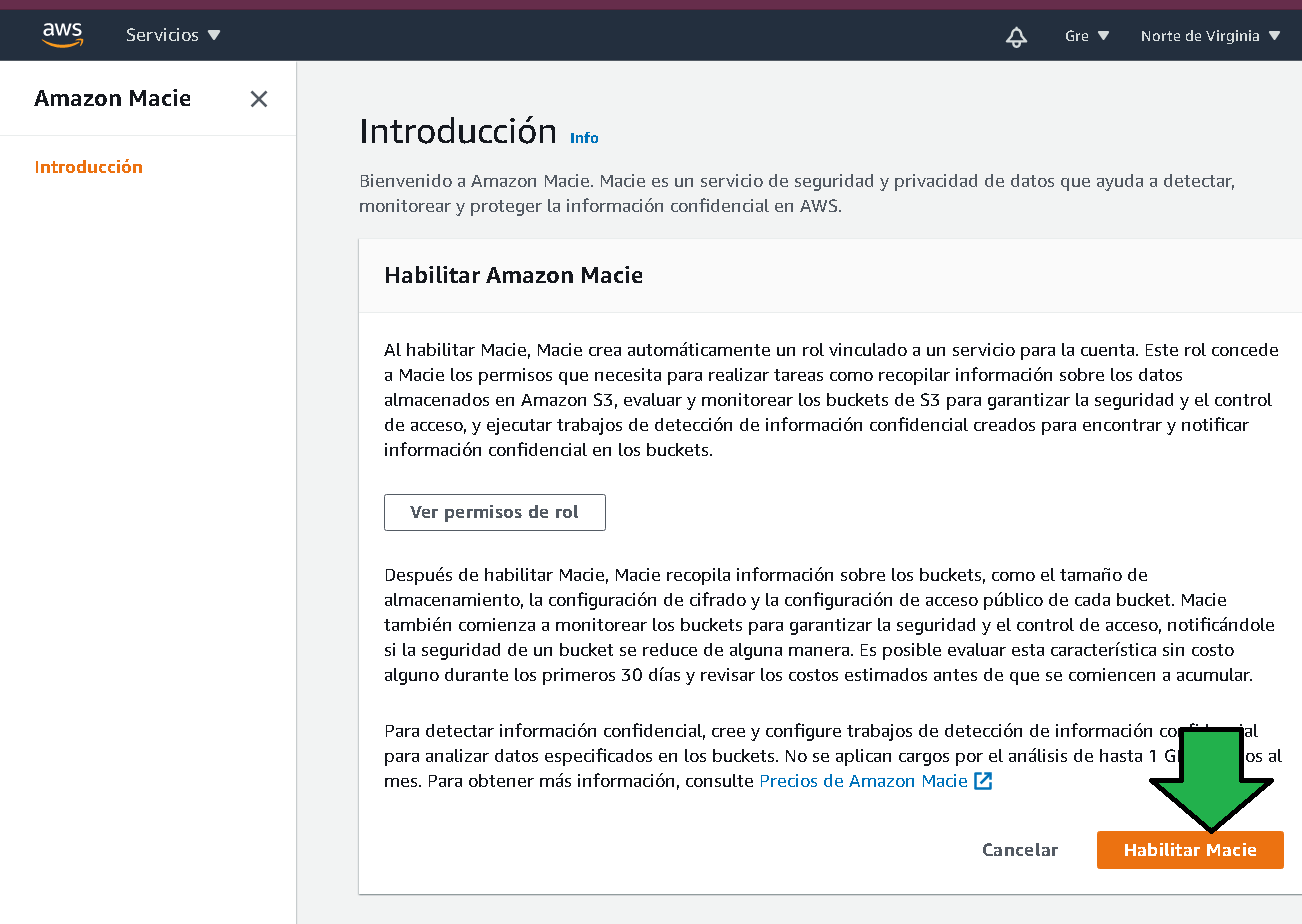 aws Servicios Gre Norte de Virginia
Amazon Macie
Introducción
Introducción Info
Bienvenido a Amazon Macie. Macie es un servicio de seguridad y privacidad de datos que ayuda a detectar,
monitorear y proteger la información confidencial en AWS.
Habilitar Amazon Macie
Al habilitar Macie, Macie crea automáticamente un rol vinculado a un servicio para la cuenta. Este rol concede
a Macie los permisos que necesita para realizar tareas como recopilar información sobre los datos
almacenados en Amazon S3, evaluar y monitorear los buckets de S3 para garantizar la seguridad y el control
de acceso, y ejecutar trabajos de detección de información confidencial creados para encontrar y notificar
información confidencial en los buckets.
Ver permisos de rol
Después de habilitar Macie, Macie recopila información sobre los buckets, como el tamaño de
almacenamiento, la configuración de cifrado y la configuración de acceso público de cada bucket. Macie
también comienza a monitorear los buckets para garantizar la seguridad y el control de acceso, notificándole
si la seguridad de un bucket se reduce de alguna manera. Es posible evaluar esta característica sin costo
alguno durante los primeros 30 días y revisar los costos estimados antes de que se comiencen a acumular.
Para detectar información confidencial, cree y configure trabajos de detección de información
para analizar datos especificados en los buckets. No se aplican cargos por el análisis de hasta 1 al
mes. Para obtener más información, consulte Precios de Amazon Macie
Cancelar Habilitar Macie